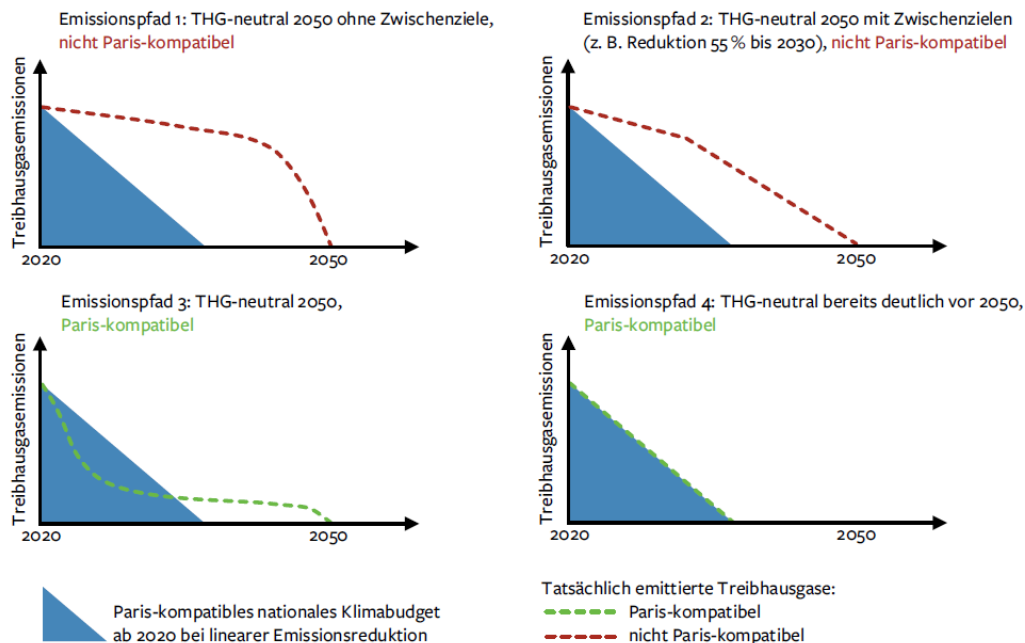 Emissionspfad 1: THG-neutral 2050 ohne Zwischenziele,
nicht Paris-kompatibel
Treibhausgasemissionen
2020
2050
Emissionspfad 2: THG-neutral 2050 mit Zwischenzielen
(z. B. Reduktion 55 % bis 2030), nicht Paris-kompatibel
Treibhausgasemissionen
2020
2050
Emissionspfad 3: THG-neutral 2050,
Paris-kompatibel
Treibhausgasemissionen
2020
2050
Emissionspfad 4: THG-neutral bereits deutlich vor 2050,
Paris-kompatibel
Treibhausgasemissionen
2020
2050
Paris-kompatibles nationales Klimabudget
ab 2020 bei linearer Emissionsreduktion
Tatsächlich emittierte Treibhausgase:
Paris-kompatibel
nicht Paris-kompatibel